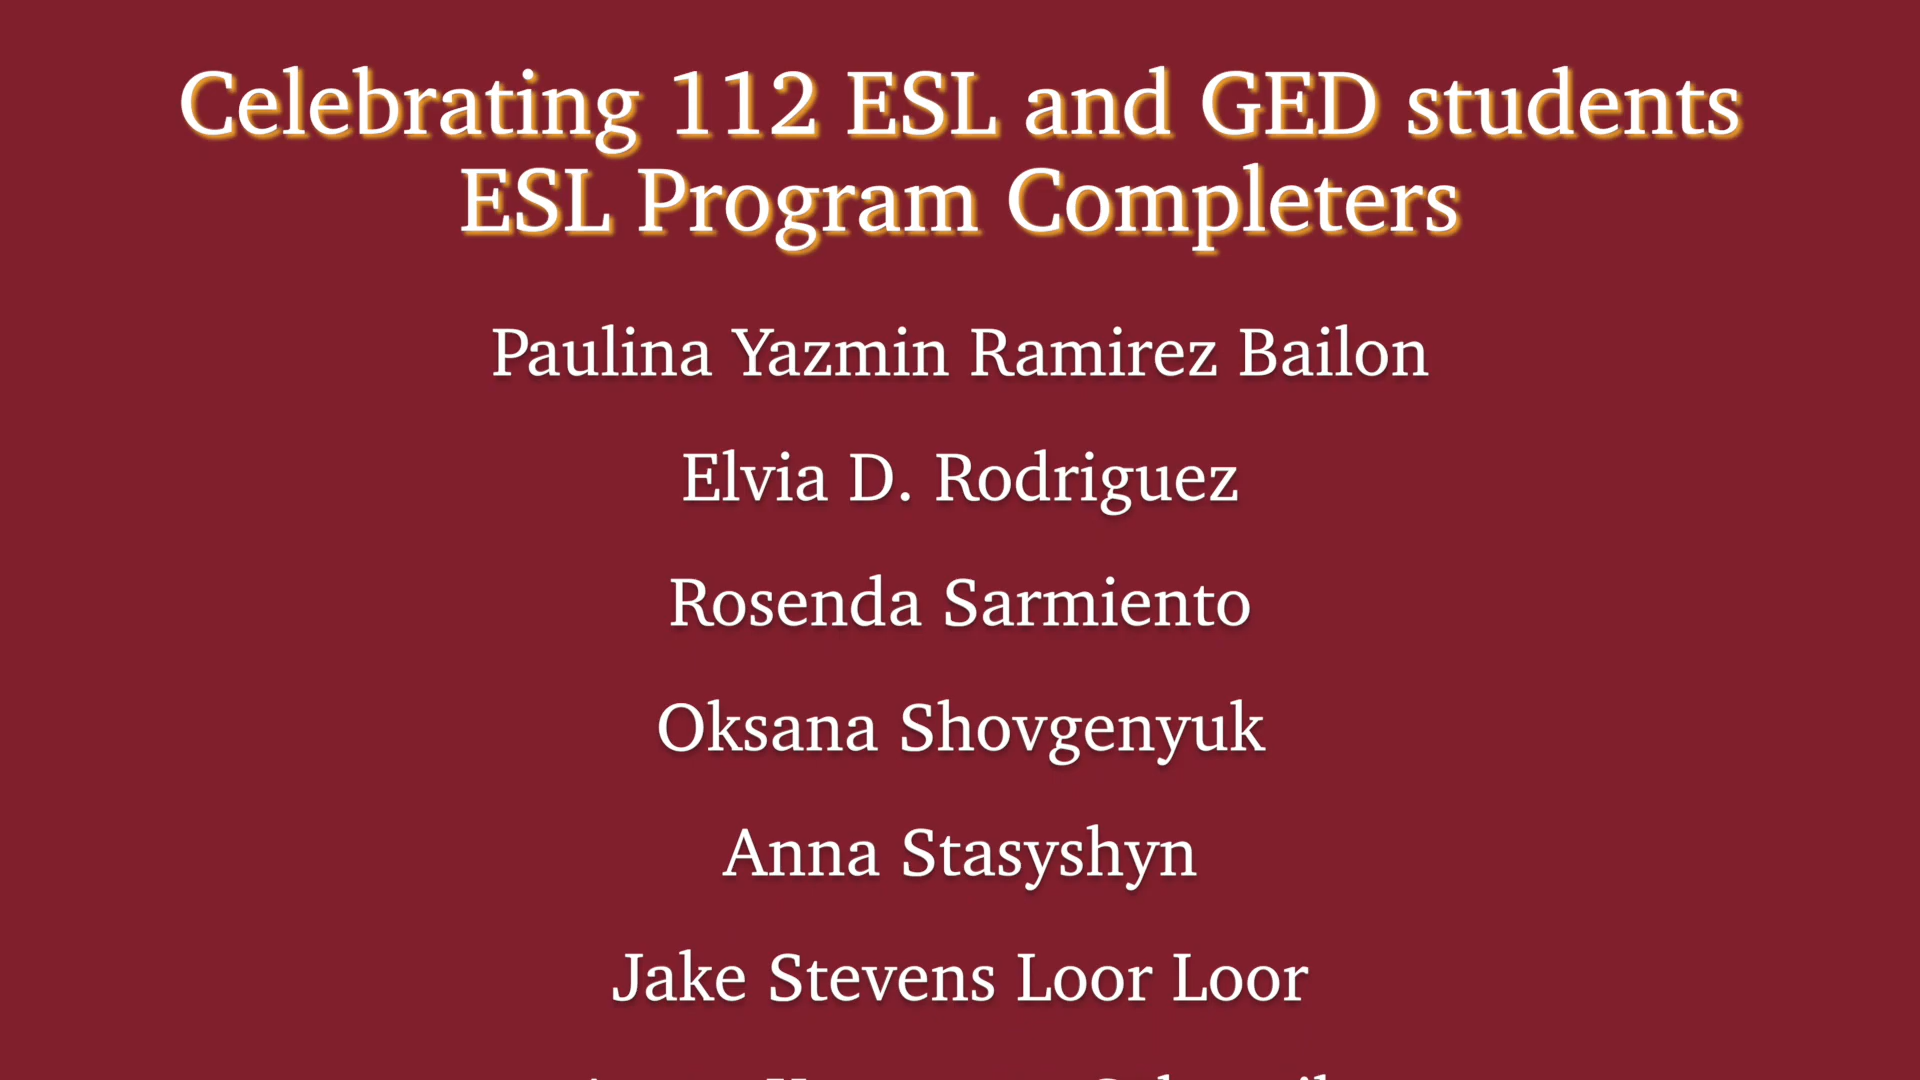 Celebrating 112 ESL and GED students
ESL Program Completers
Paulina Yazmin Ramirez Bailon
Elvia D. Rodriguez
Rosenda Sarmiento
Oksana Shovgenyuk
Anna Stasyshyn
Jake Stevens Loor Loor